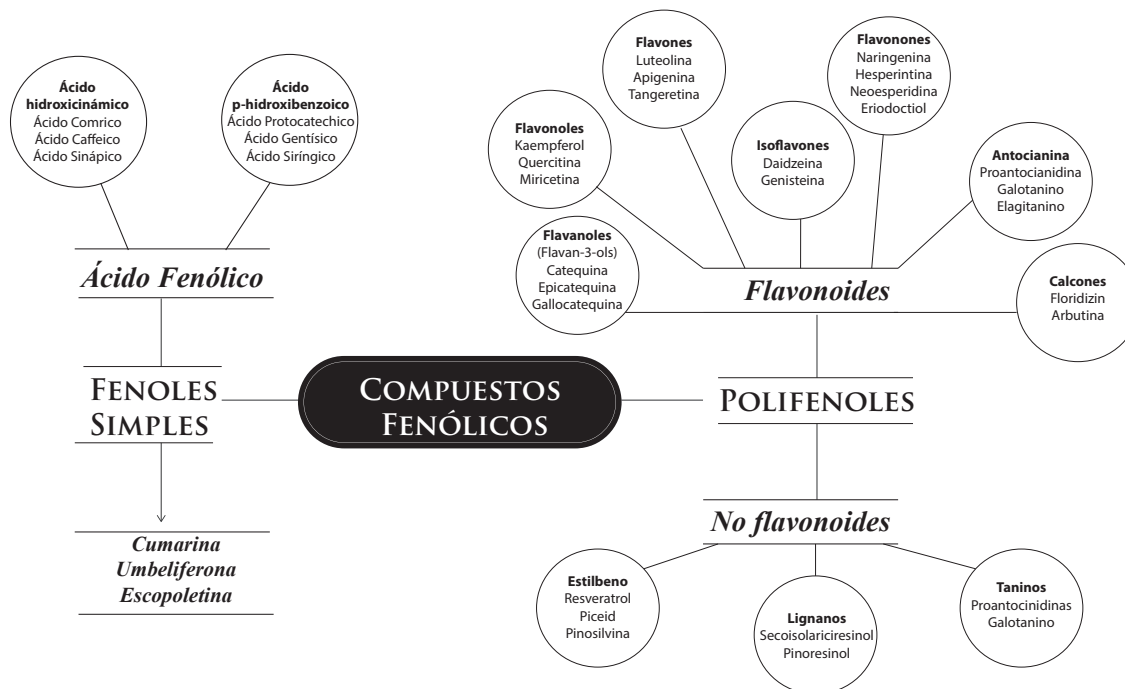 Ácido
hidroxicinámico
Ácido Comrico
Ácido Caffeico
Ácido Sinápico
Ácido
p-hidroxibenzoico
Ácido Protocatechico
Ácido Gentísico
Ácido Siríngico
Ácido Fenólico
FENOLES
SIMPLES
Cumarina
Umbeliferona
Escopoletina
COMPUESTOS
FENÓLICOS
Flavones
Luteolina
Apigenina
Tangeretina
Flavonones
Naringenina
Hesperintina
Neoesperidina
Eriodoctiol
Flavonoles
Kaempferol
Quercitina
Miricetina
Isoflavones
Daidzeina
Genisteina
Antocianina
Proantocianidina
Galotanino
Elagitanino
Flavanoles
(Flavan-3-ols)
Catequina
Epicatequina
Gallocatequina
Flavonoides
Calcones
Floridizin
Arbutina
POLIFENOLES
No flavonoides
Estilbeno
Resveratrol
Piceid
Pinosilvina
Lignanos
Secoisolariciresinol
Pinoresinol
Taninos
Proantocinidinas
Galotanino